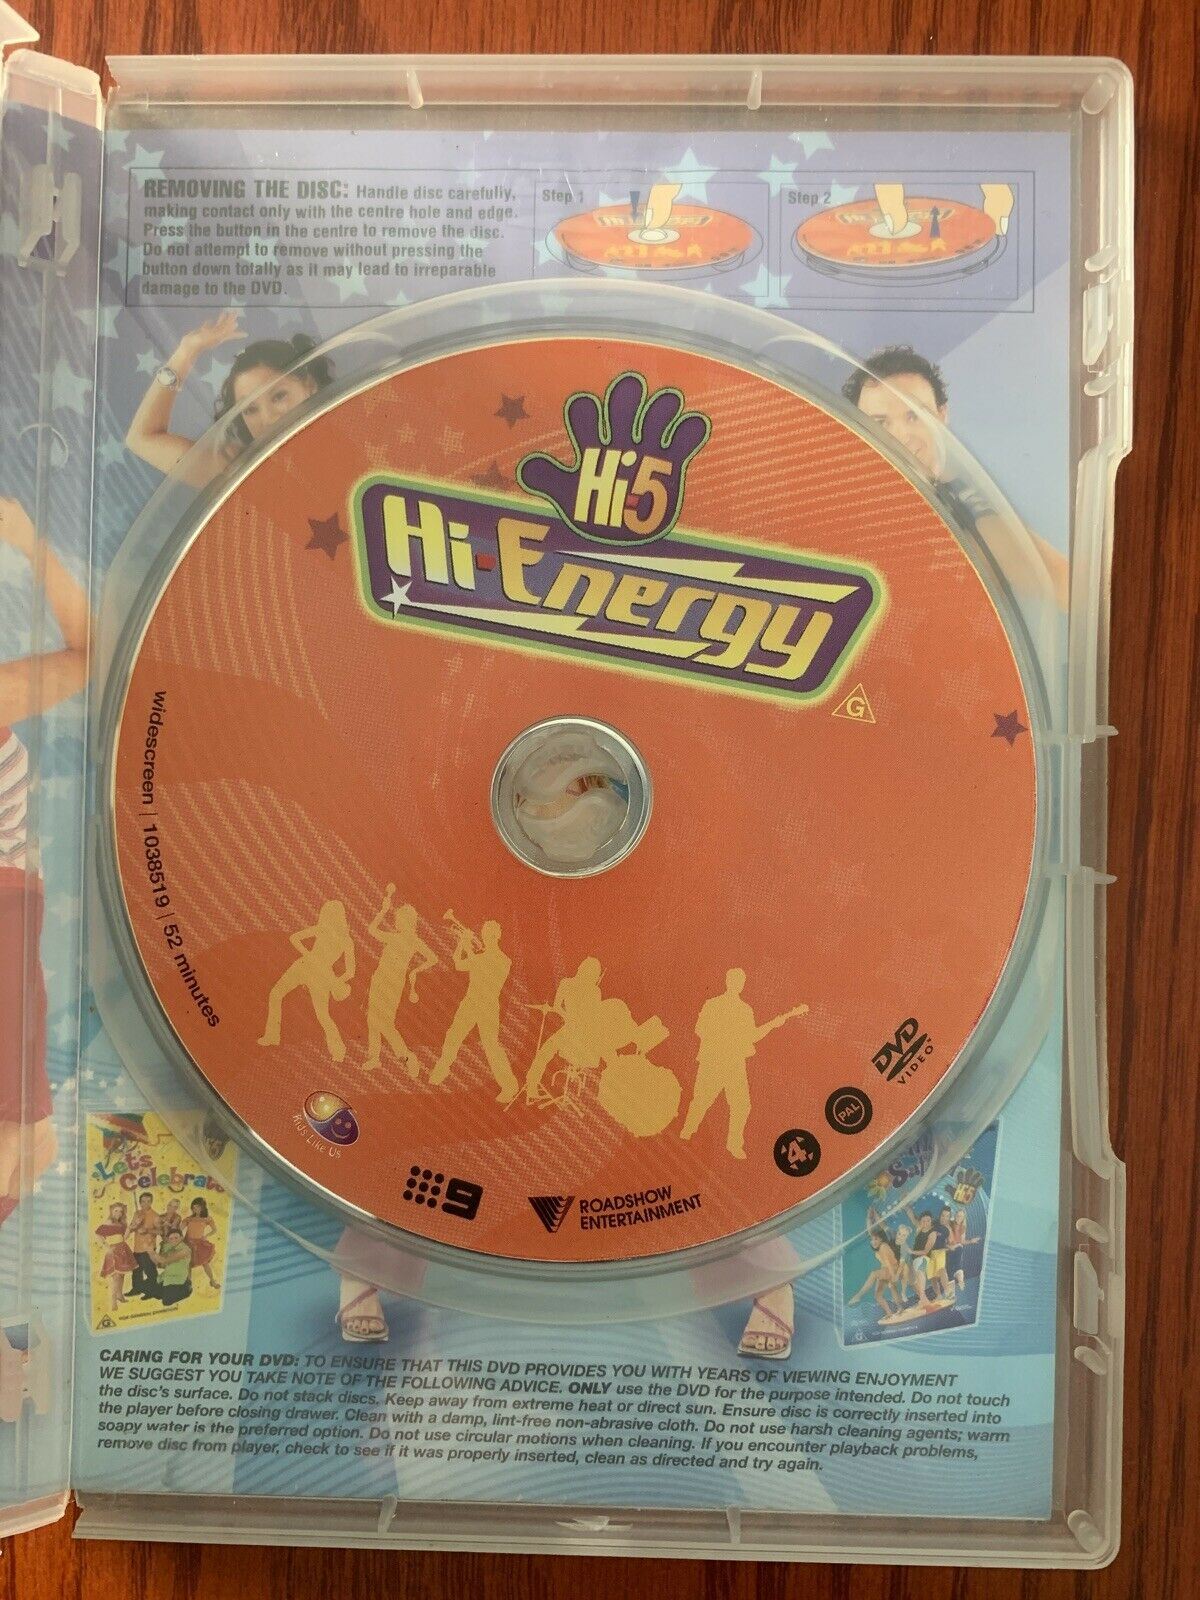 REMOVING THE DISC: Handle disc carefully,
making contact only with the centre hole and edge.
Press the button in the centre to remove the disc.
Do not attempt to remove without pressing the
button down totally as it may lead to irreparable
damage to the DVD.
Step 1
Step 2
Hi-5
Hi-Energy
G
widescreen | 1038519 | 52 minutes
Kids Like Us
9
ROADSHOW
ENTERTAINMENT
4
PAL
DVD
VIDEO
Let's
Celebrate
G
Hi-5
G
CARING FOR YOUR DVD: TO ENSURE THAT THIS DVD PROVIDES YOU WITH YEARS OF VIEWING ENJOYMENT
WE SUGGEST YOU TAKE NOTE OF THE FOLLOWING ADVICE. ONLY use the DVD for the purpose intended. Do not touch
the disc's surface. Do not stack discs. Keep away from extreme heat or direct sun. Ensure disc is correctly inserted into
the player before closing drawer. Clean with a damp, lint-free non-abrasive cloth. Do not use harsh cleaning agents; warm
soapy water is the preferred option. Do not use circular motions when cleaning. If you encounter playback problems,
remove disc from player, check to see if it was properly inserted, clean as directed and try again.